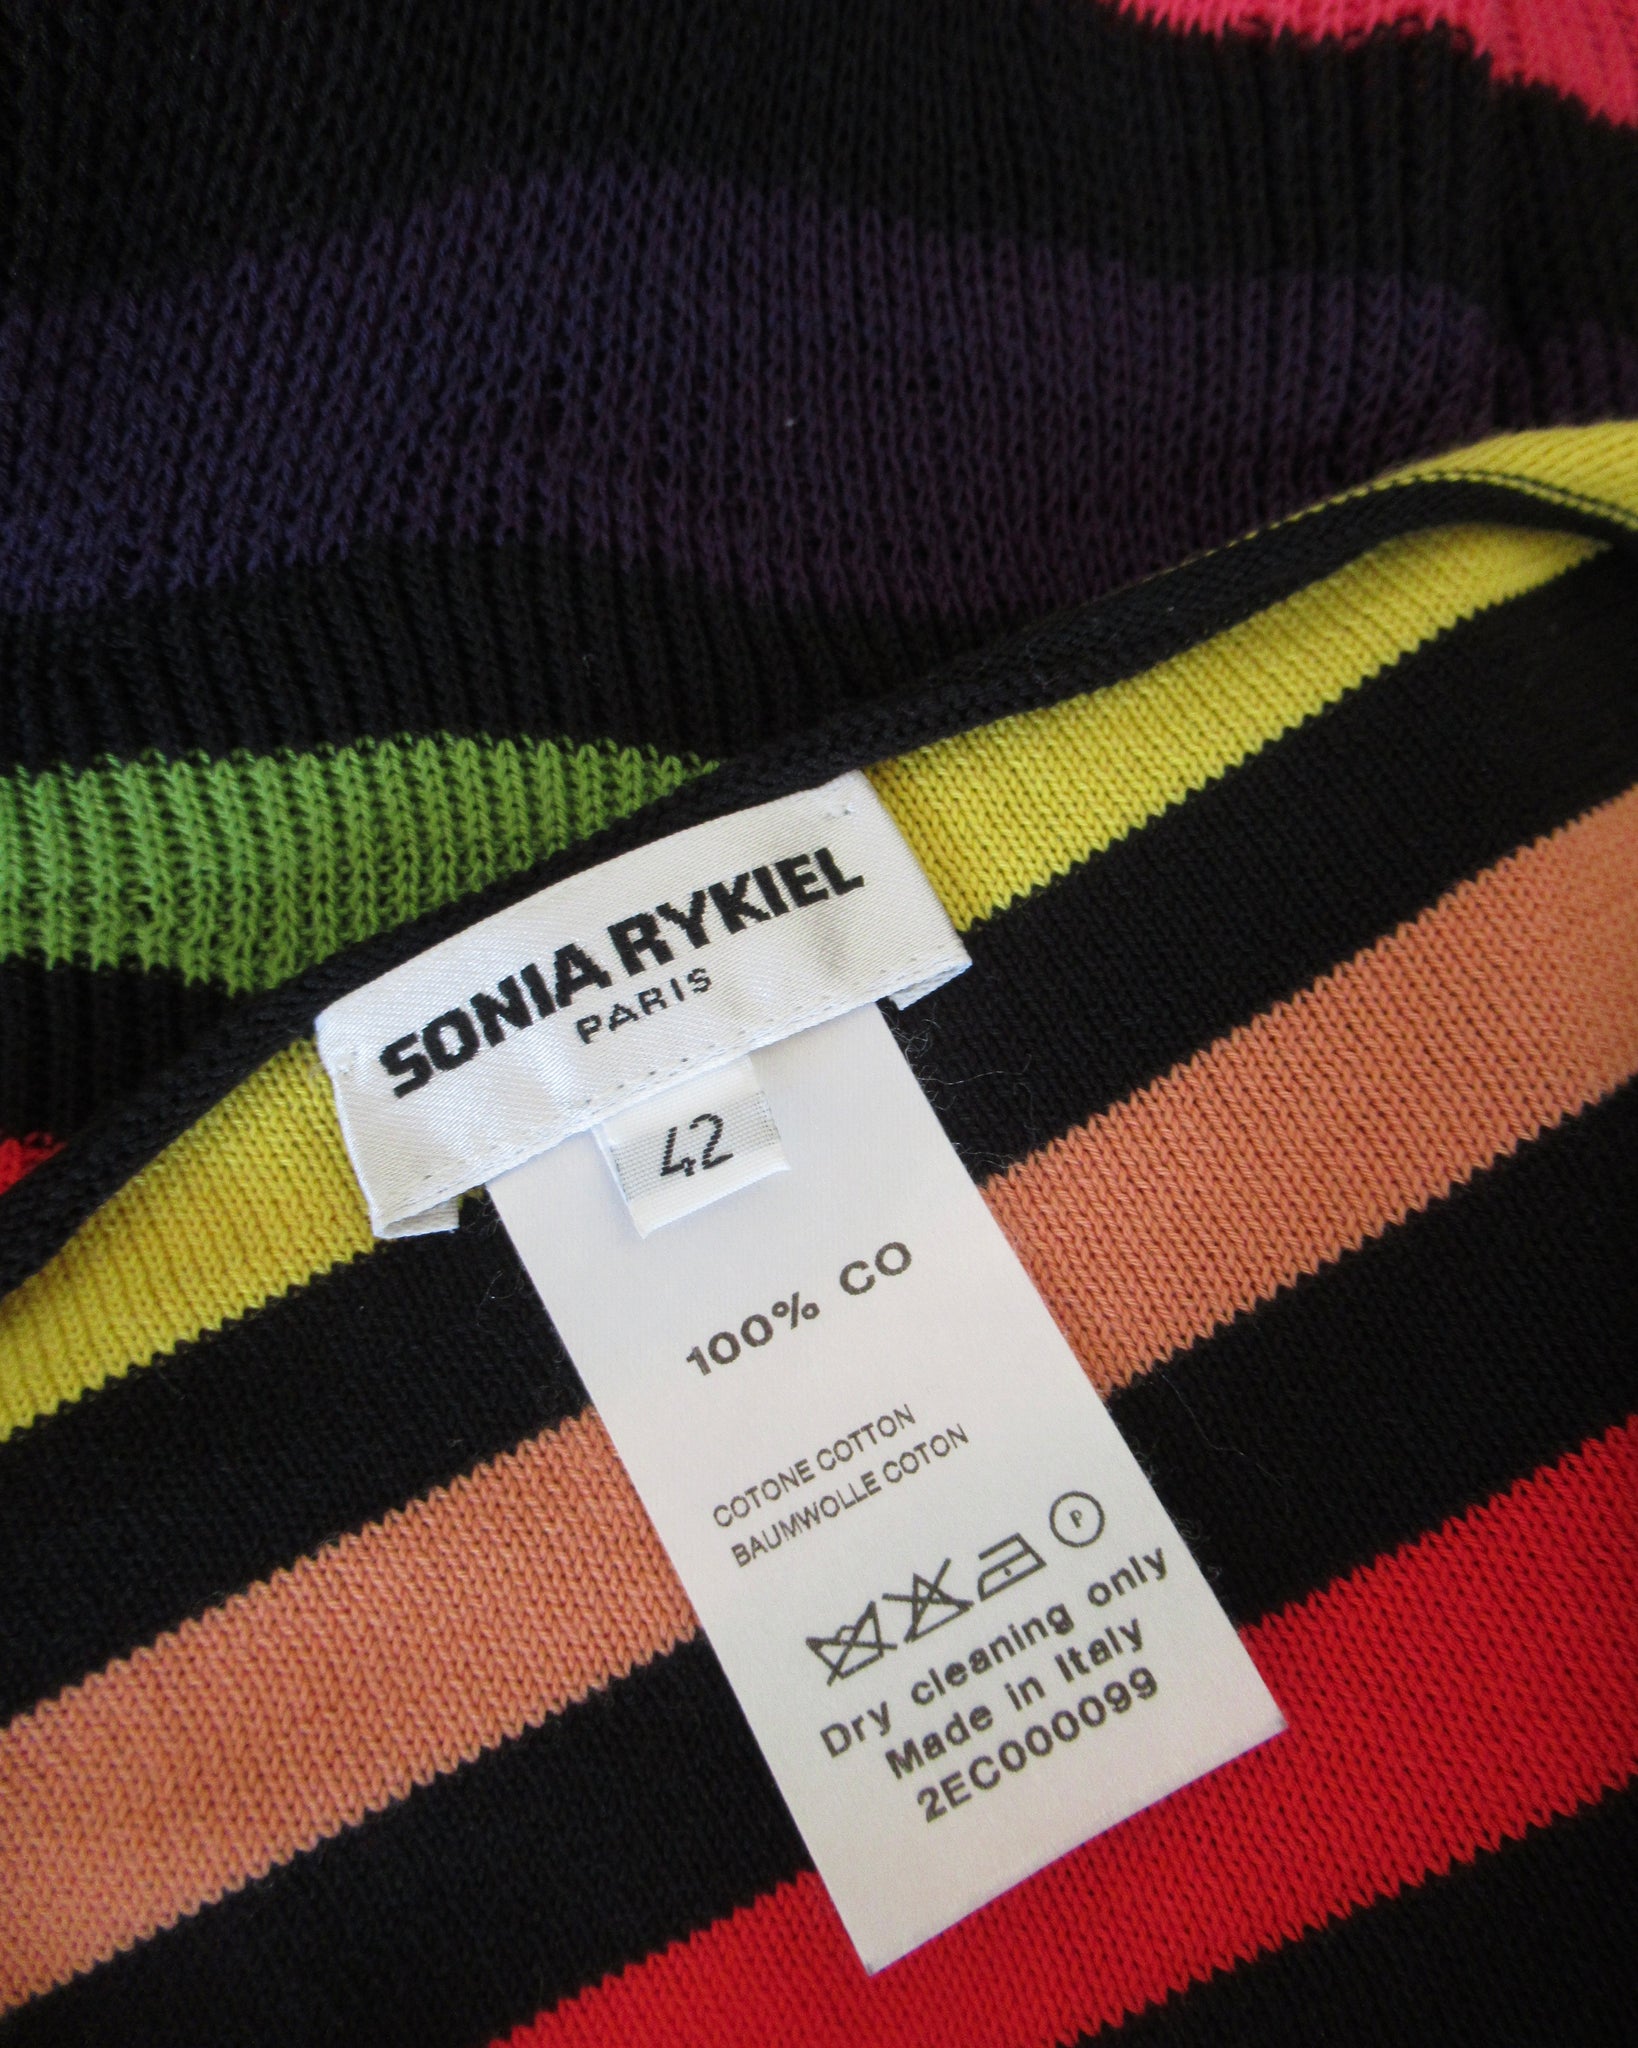 SONIA RYKIEL
PARIS
42
100% CO
COTONE COTTON
BAUMWOLLE COTON
P
Dry cleaning only
Made in Italy
2EC000099